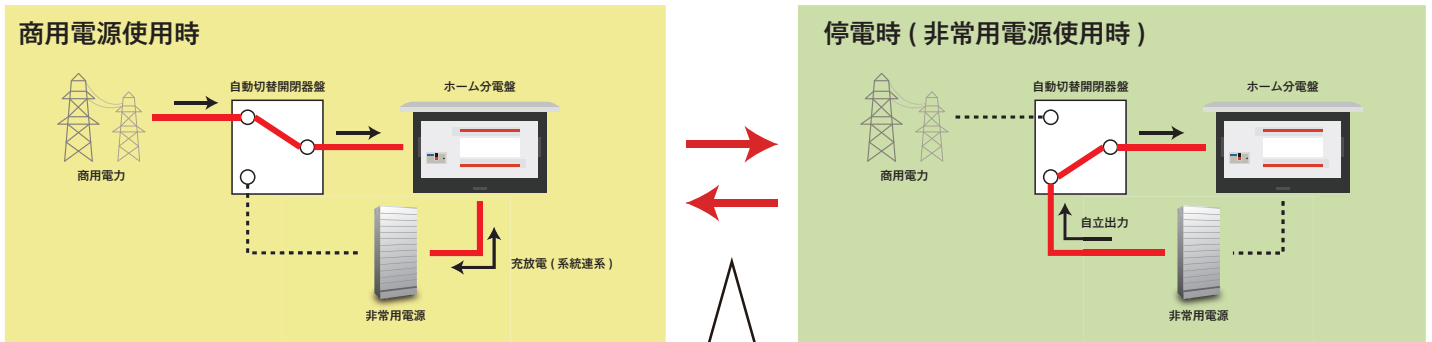 商用電源使用時
自動切替開閉器盤
ホーム分電盤
商用電力
充放電 ( 系統連系 )
非常用電源
停電時 ( 非常用電源使用時 )
自動切替開閉器盤
ホーム分電盤
商用電力
自立出力
非常用電源